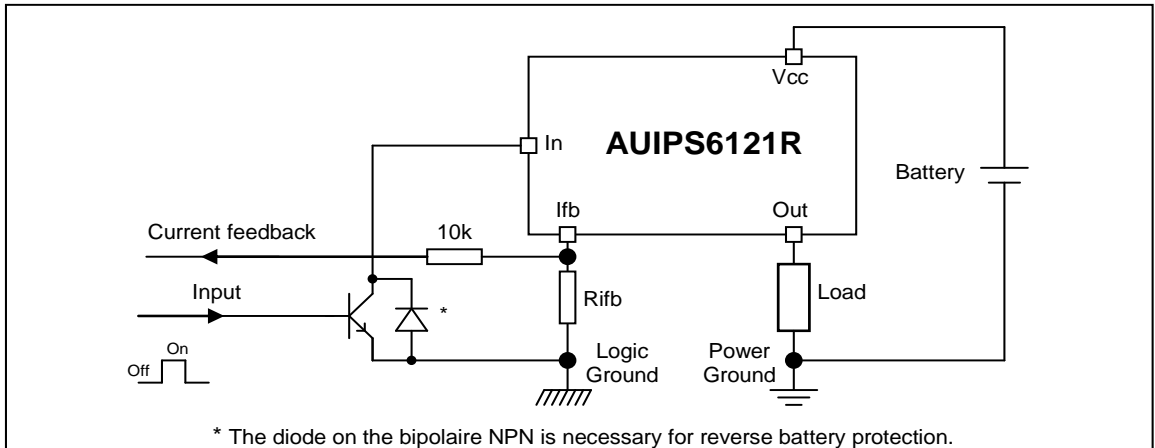 Vcc
In
AUIPS6121R
Battery
Ifb
Out
Current feedback
10k
Input
*
Rifb
Load
On
Off
Logic
Ground
Power
Ground
* The diode on the bipolaire NPN is necessary for reverse battery protection.